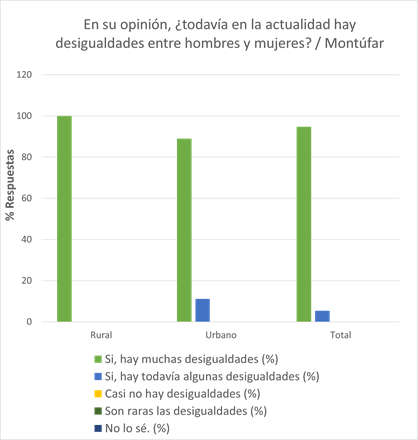 En su opinión, ¿todavía en la actualidad hay
desigualdades entre hombres y mujeres? / Montúfar
120
100
80
60
40
20
0
% Respuestas
Rural
Urbano
Total
Si, hay muchas desigualdades (%)
Si, hay todavía algunas desigualdades (%)
Casi no hay desigualdades (%)
Son raras las desigualdades (%)
No lo sé. (%)